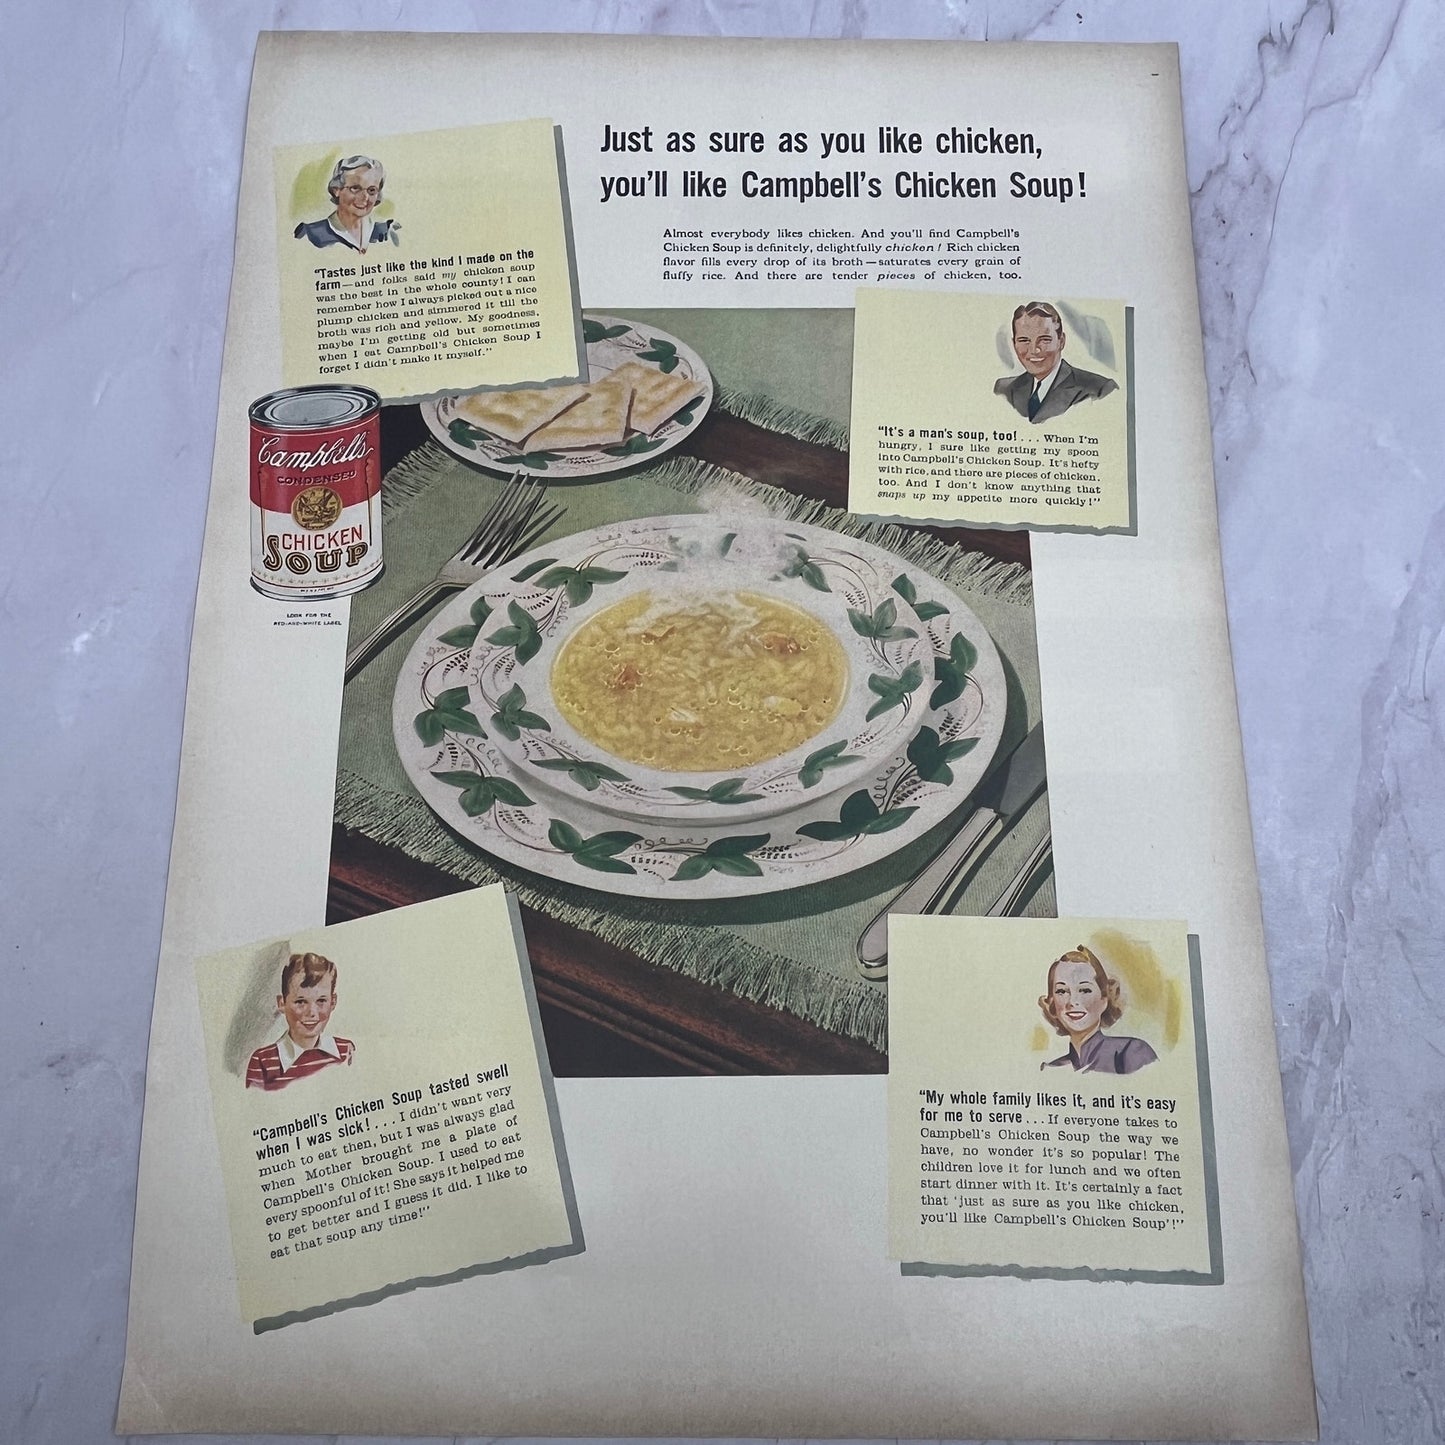 Just as sure as you like chicken,
you'll like Campbell's Chicken Soup!
Almost everybody likes chicken. And you'll find Campbell's
Chicken Soup is definitely, delightfully chicken! Rich chicken
flavor fills every drop of its broth—saturates every grain of
fluffy rice. And there are tender pieces of chicken, too.
"Tastes just like the kind I made on the
farm—and folks said my chicken soup
was the best in the whole county! I can
remember how I always picked out a nice
plump chicken and simmered it till the
broth was rich and yellow. My goodness,
maybe I'm getting old but sometimes
when I eat Campbell's Chicken Soup I
forget I didn't make it myself."
Campbell's
CONDENSED
CHICKEN
SOUP
LOOK FOR THE
RED-AND-WHITE LABEL
"It's a man's soup, too!... When I'm
hungry, I sure like getting my spoon
into Campbell's Chicken Soup. It's hefty
with rice, and there are pieces of chicken,
too. And I don't know anything that
snaps up my appetite more quickly!"
"Campbell's Chicken Soup tasted swell
when I was sick!... I didn't want very
much to eat then, but I was always glad
when Mother brought me a plate of
Campbell's Chicken Soup. I used to eat
every spoonful of it! She says it helped me
to get better and I guess it did. I like to
eat that soup any time!"
"My whole family likes it, and it's easy
for me to serve...If everyone takes to
Campbell's Chicken Soup the way we
have, no wonder it's so popular! The
children love it for lunch and we often
start dinner with it. It's certainly a fact
that 'just as sure as you like chicken,
you'll like Campbell's Chicken Soup'!"